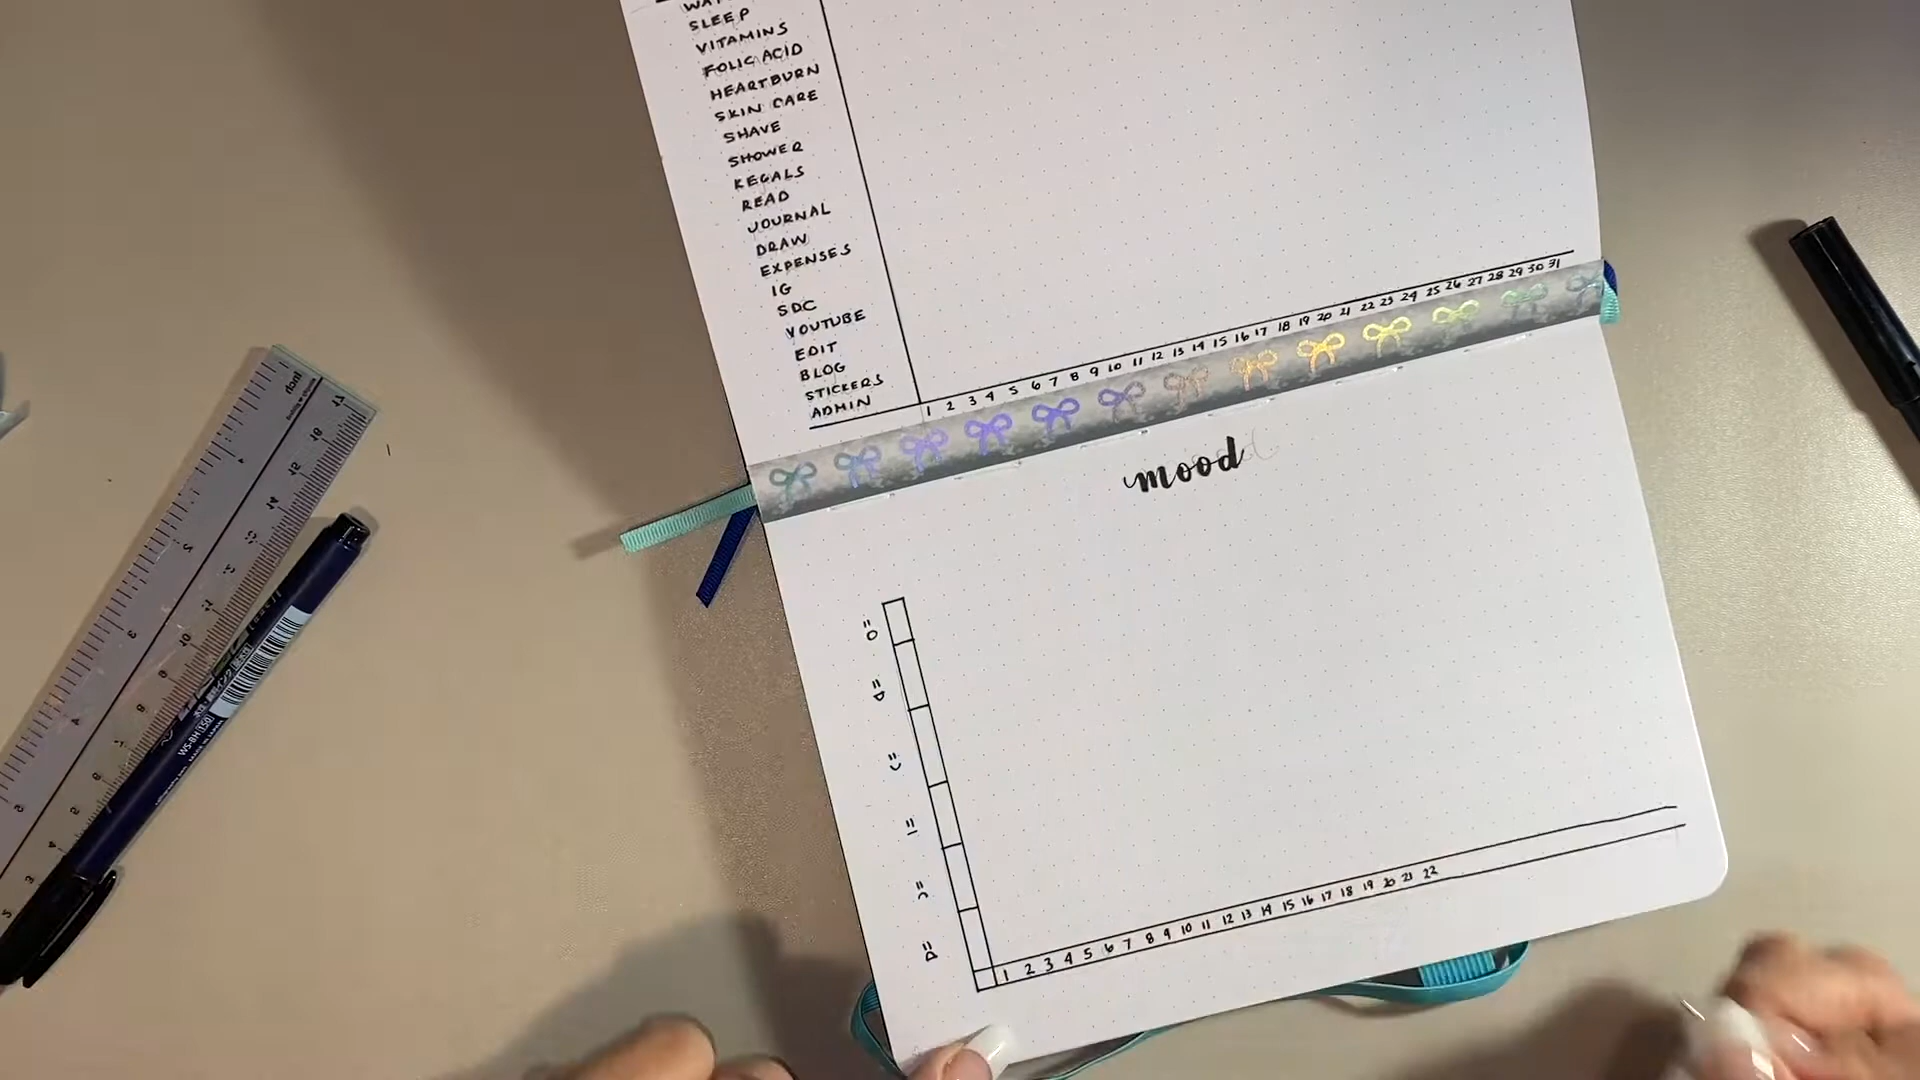 SLEEP
VITAMINS
FOLIC ACID
HEARTBURN
SKIN CARE
SHAVE
SHOWER
KEGALS
READ
JOURNAL
DRAW
EXPENSES
IG
SDC
YOUTUBE
EDIT
BLOG
STICKERS
ADMIN
1 2 3 4 5 6 7 8 9 10 11 12 13 14 15 16 17 18 19 20 21 22 23 24 25 26 27 28 29 30 31
mood
1 2 3 4 5 6 7 8 9 10 11 12 13 14 15 16 17 18 19 20 21 22
WS-BH(150)